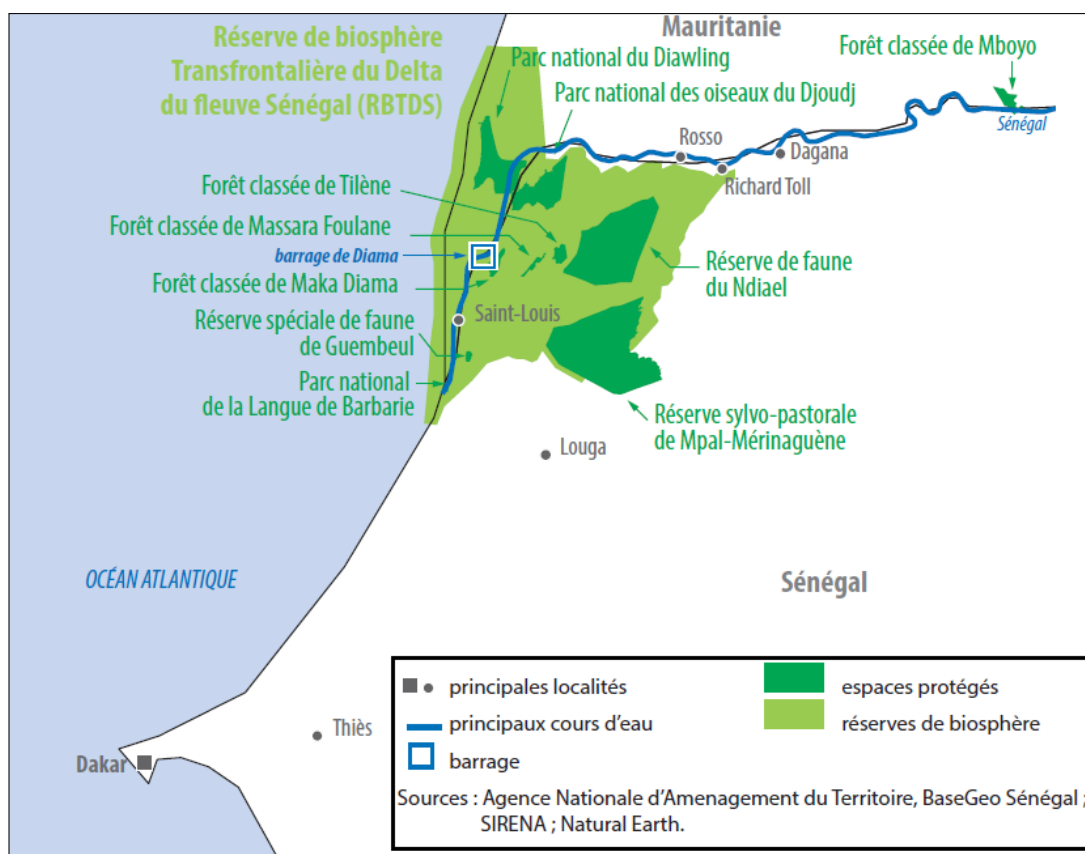 Réserve de biosphère
Transfrontalière du Delta
du fleuve Sénégal (RBTDS)
Mauritanie
Parc national du Diawling
Parc national des oiseaux du Djoudj
Forêt classée de Mboyo
Sénégal
Rosso
Dagana
Richard Toll
Forêt classée de Tilène
Forêt classée de Massara Foulane
barrage de Diama
Forêt classée de Maka Diama
Saint-Louis
Réserve spéciale de faune
de Guembeul
Parc national
de la Langue de Barbarie
Réserve de faune
du Ndiael
Réserve sylvo-pastorale
de Mpal-Mérinaguène
Louga
OCÉAN ATLANTIQUE
Sénégal
Thiès
Dakar
principales localités
principaux cours d'eau
barrage
espaces protégés
réserves de biosphère
Sources : Agence Nationale d'Amenagement du Territoire, BaseGeo Sénégal ;
SIRENA ; Natural Earth.